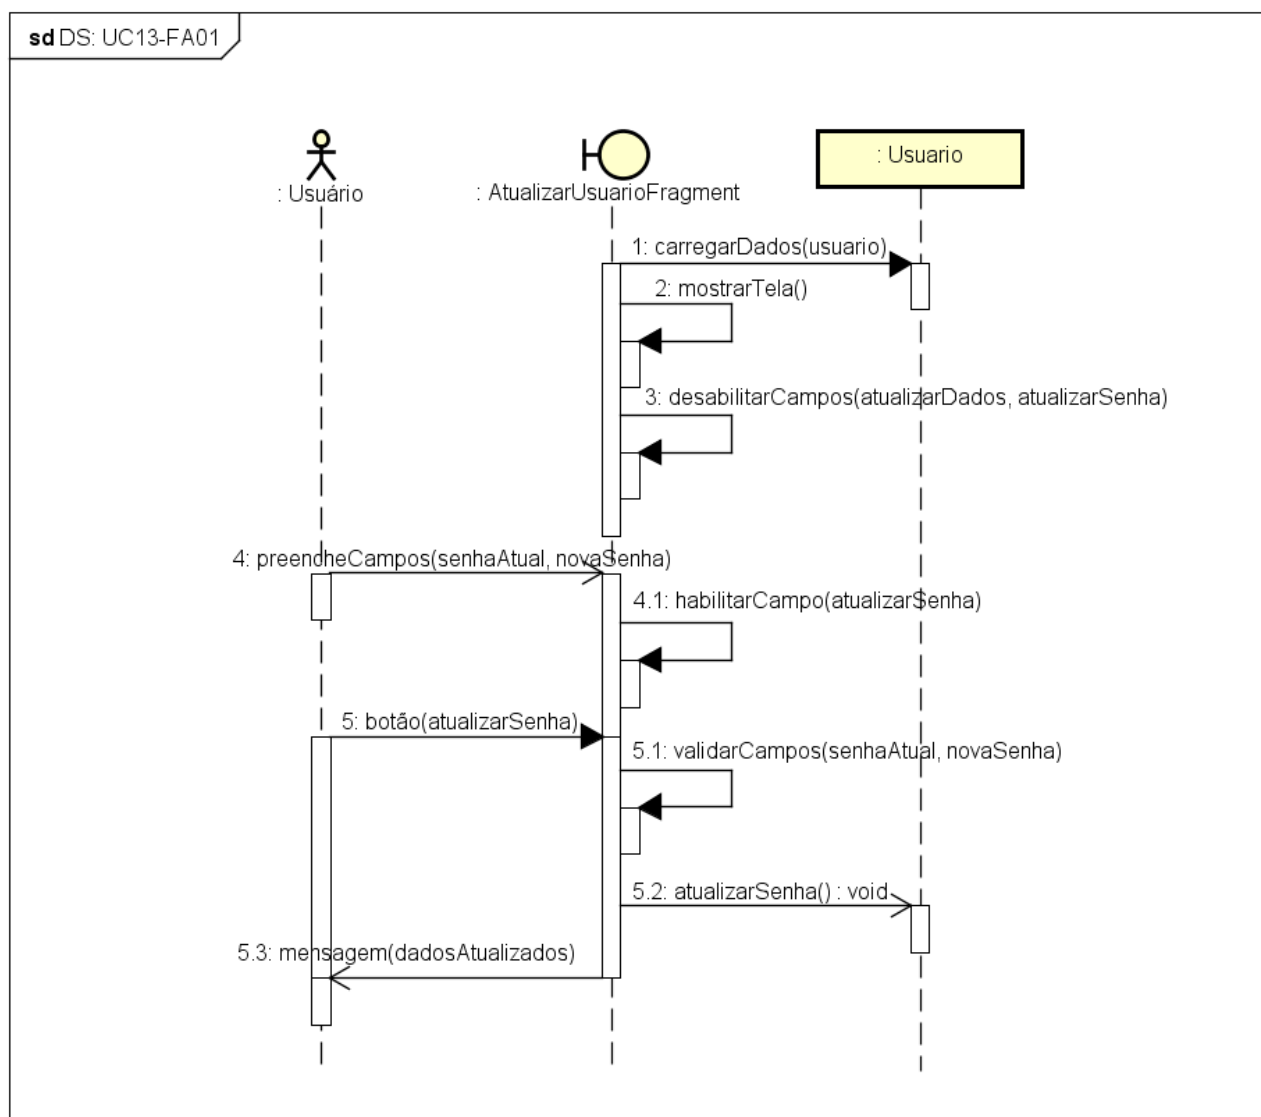 sd DS: UC13-FA01
: Usuário
: AtualizarUsuarioFragment
: Usuario
1: carregarDados(usuario)
2: mostrarTela()
3: desabilitarCampos(atualizarDados, atualizarSenha)
4: preencheCampos(senhaAtual, novaSenha)
4.1: habilitarCampo(atualizarSenha)
5: botão(atualizarSenha)
5.1: validarCampos(senhaAtual, novaSenha)
5.2: atualizarSenha() : void
5.3: mensagem(dadosAtualizados)